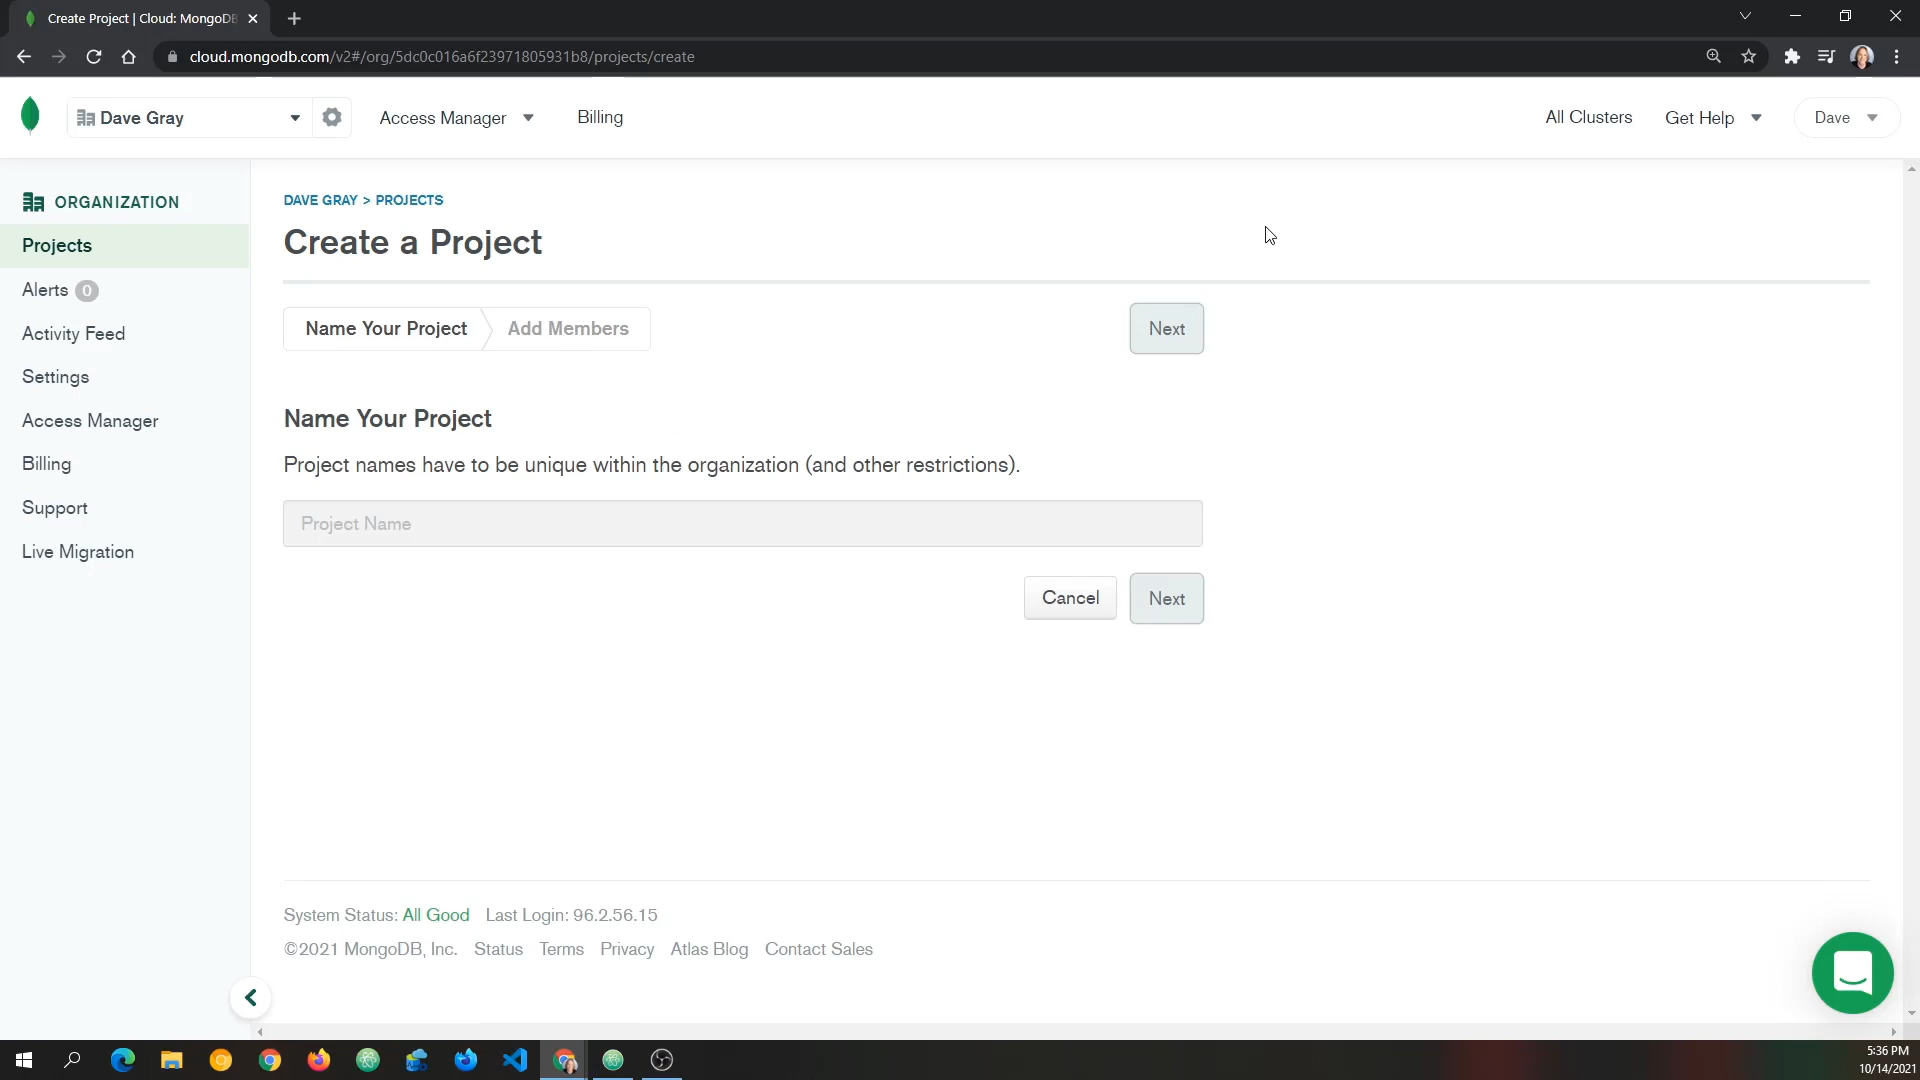 Create Project | Cloud: MongoDB
cloud.mongodb.com/v2#/org/5dc0c016a6f23971805931b8/projects/create
Dave Gray
Access Manager
Billing
All Clusters
Get Help
Dave
ORGANIZATION
Projects
Alerts 0
Activity Feed
Settings
Access Manager
Billing
Support
Live Migration
DAVE GRAY > PROJECTS
Create a Project
Name Your Project
Add Members
Next
Name Your Project
Project names have to be unique within the organization (and other restrictions).
Project Name
Cancel
Next
System Status: All Good Last Login: 96.2.56.15
©2021 MongoDB, Inc. Status Terms Privacy Atlas Blog Contact Sales
5:36 PM
10/14/2021